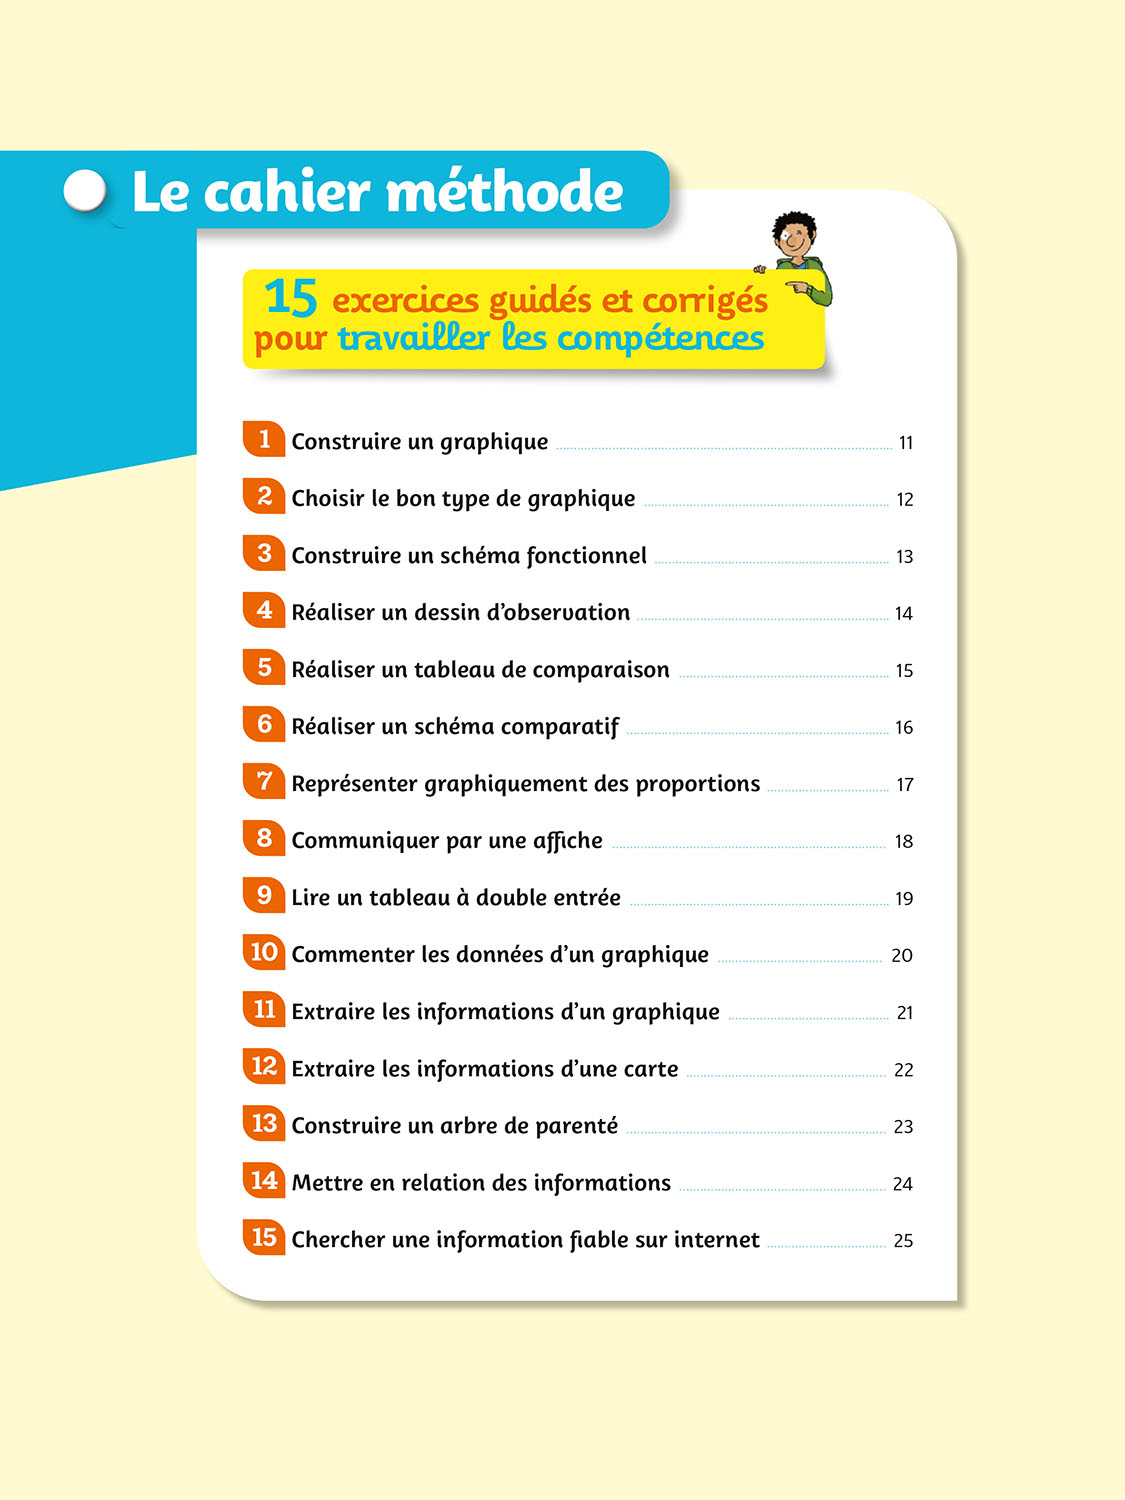 Le cahier méthode
15 exercices guidés et corrigés
pour travailler les compétences
1 Construire un graphique 11
2 Choisir le bon type de graphique 12
3 Construire un schéma fonctionnel 13
4 Réaliser un dessin d'observation 14
5 Réaliser un tableau de comparaison 15
6 Réaliser un schéma comparatif 16
7 Représenter graphiquement des proportions 17
8 Communiquer par une affiche 18
9 Lire un tableau à double entrée 19
10 Commenter les données d'un graphique 20
11 Extraire les informations d'un graphique 21
12 Extraire les informations d'une carte 22
13 Construire un arbre de parenté 23
14 Mettre en relation des informations 24
15 Chercher une information fiable sur internet 25